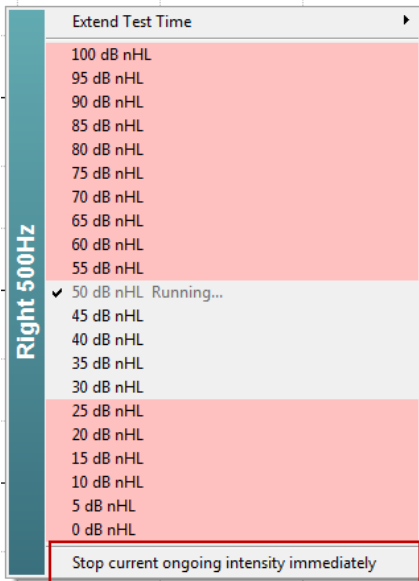 Extend Test Time
100 dB nHL
95 dB nHL
90 dB nHL
85 dB nHL
80 dB nHL
75 dB nHL
70 dB nHL
65 dB nHL
60 dB nHL
55 dB nHL
50 dB nHL Running...
45 dB nHL
40 dB nHL
35 dB nHL
30 dB nHL
25 dB nHL
20 dB nHL
15 dB nHL
10 dB nHL
5 dB nHL
0 dB nHL
Stop current ongoing intensity immediately
Right 500Hz